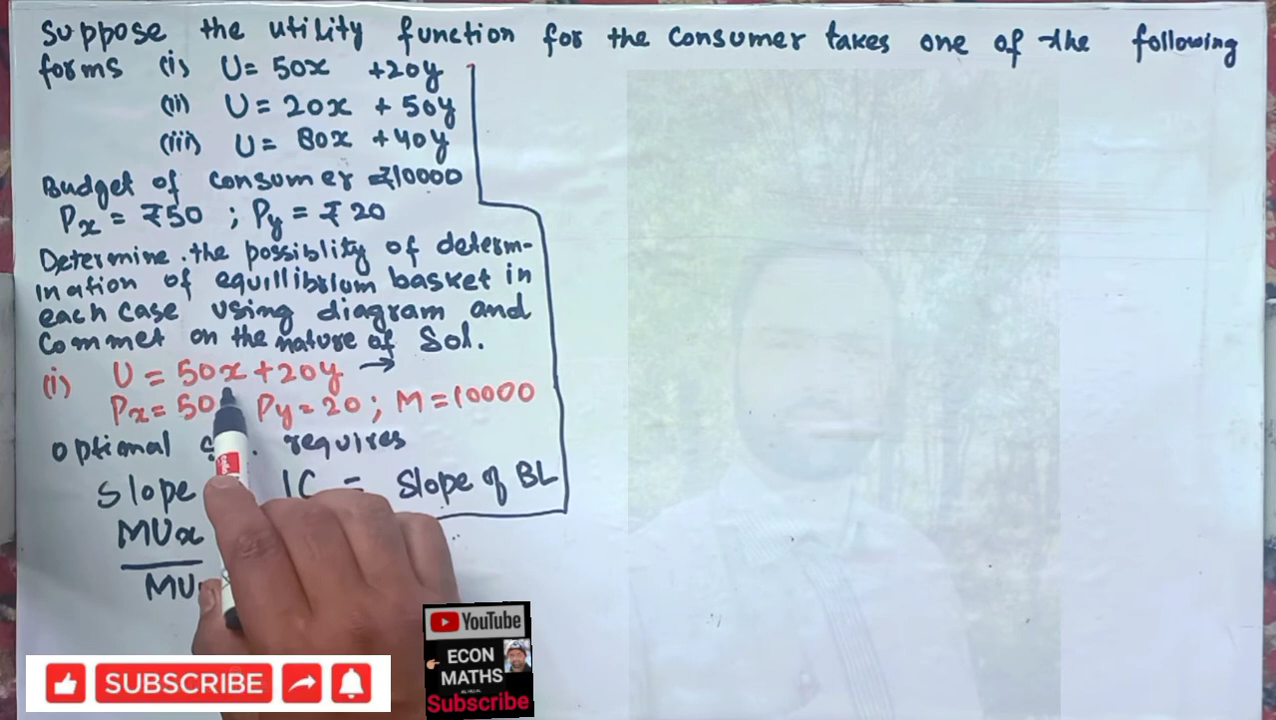 Suppose the utility function for the consumer takes one of the following
forms (i) U = 50x + 20y
(ii) U = 20x + 50y
(iii) U = 80x + 40y
Budget of consumer = ₹10000
Px = ₹50 ; Py = ₹ 20
Determine the possiblity of determ-
ination of equillibrium basket in
each case using diagram and
Commet on the nature of Sol.
(i) U = 50x + 20y →
Px = 50 Py = 20 ; M = 10000
Optimal requires
Slope IC = Slope of BL
MUx
MU
YouTube
ECON
MATHS
Subscribe
SUBSCRIBE